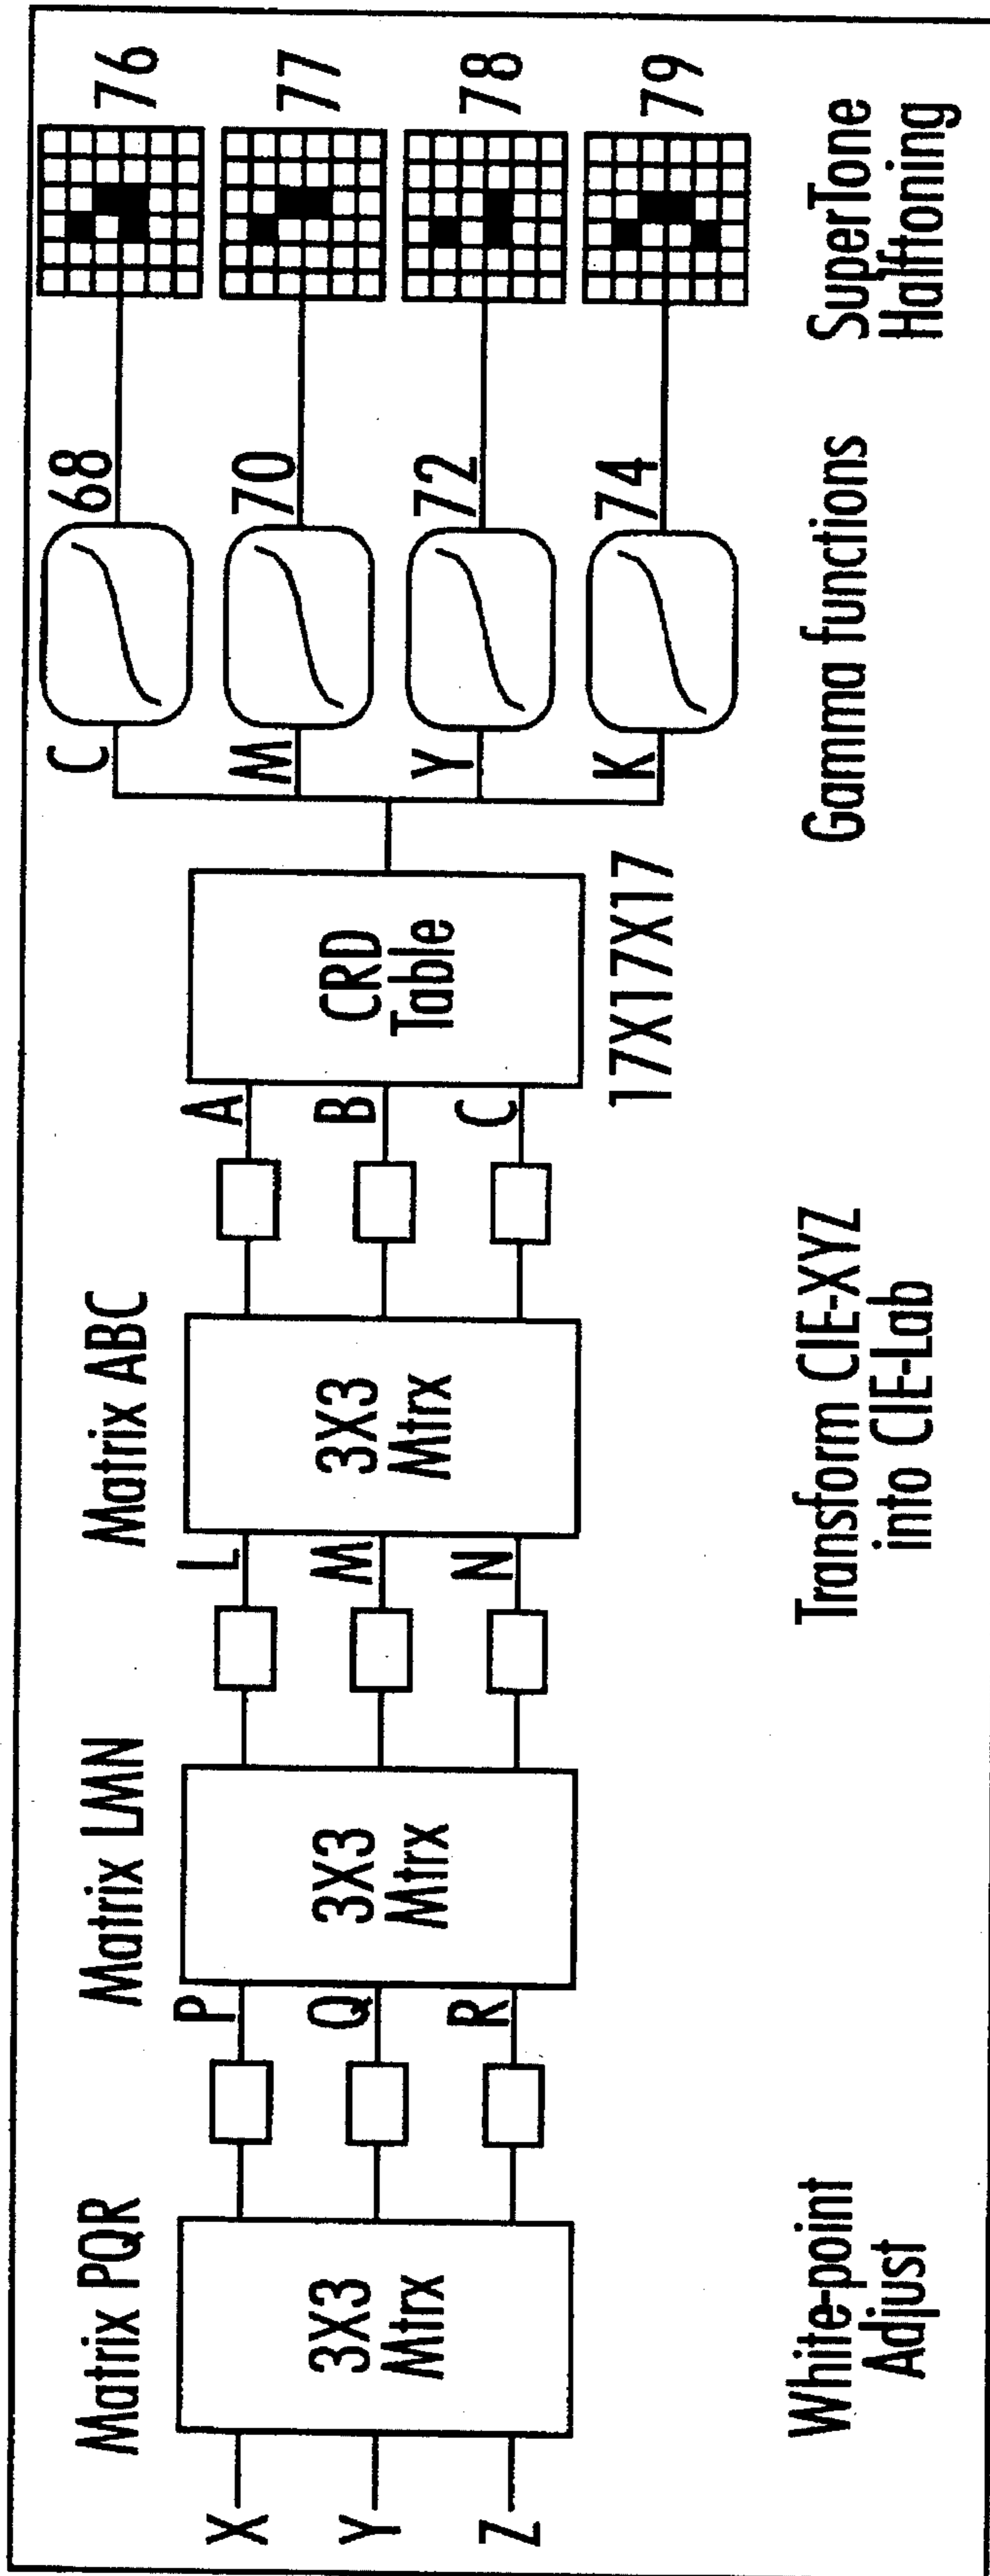 Matrix PQR
Matrix LMN
Matrix ABC
X
Y
Z
3X3
Mtrx
P
Q
R
3X3
Mtrx
L
M
N
3X3
Mtrx
A
B
C
CRD
Table
17X17X17
C
M
Y
K
68
70
72
74
76
77
78
79
White-point
Adjust
Transform CIE-XYZ
into CIE-Lab
Gamma functions
SuperTone
Halftoning